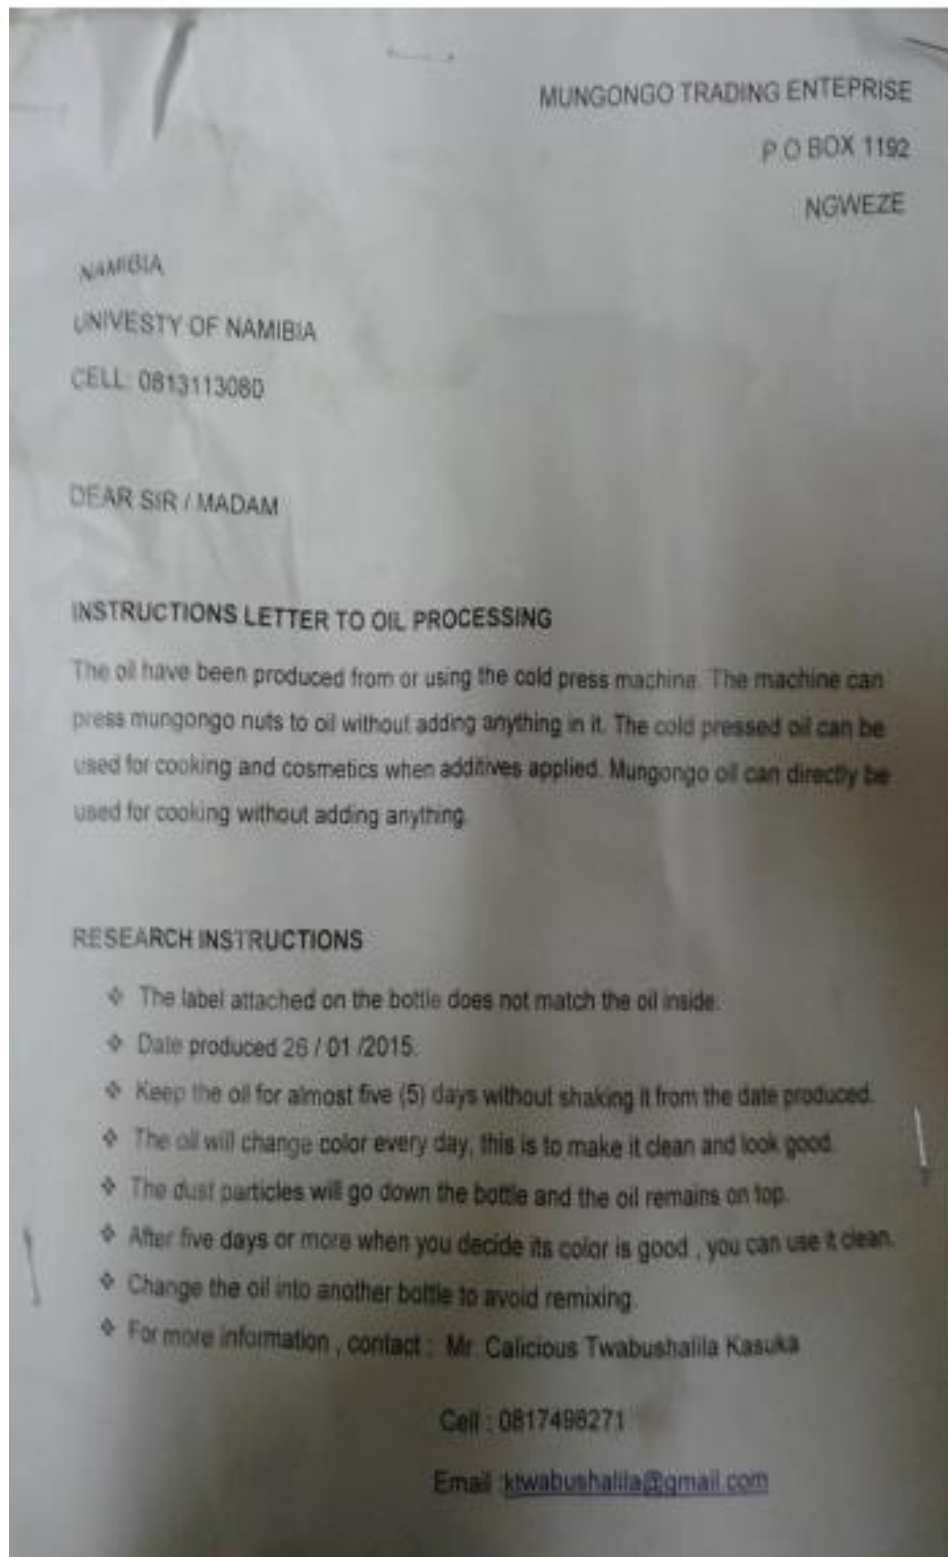 MUNGONGO TRADING ENTEPRISE
P.O BOX 1192
NGWEZE
NAMIBIA
UNIVESTY OF NAMIBIA
CELL: 0813113080
DEAR SIR / MADAM
INSTRUCTIONS LETTER TO OIL PROCESSING
The oil have been produced from or using the cold press machine. The machine can
press mungongo nuts to oil without adding anything in it. The cold pressed oil can be
used for cooking and cosmetics when additives applied. Mungongo oil can directly be
used for cooking without adding anything.
RESEARCH INSTRUCTIONS
❖ The label attached on the bottle does not match the oil inside.
❖ Date produced 26 / 01 /2015.
❖ Keep the oil for almost five (5) days without shaking it from the date produced.
❖ The oil will change color every day, this is to make it clean and look good.
❖ The dust particles will go down the bottle and the oil remains on top.
❖ After five days or more when you decide its color is good , you can use it clean.
❖ Change the oil into another bottle to avoid remixing.
❖ For more information , contact : Mr. Calicious Twabushalila Kasuka
Cell : 0817498271
Email :ktwabushalila@gmail.com